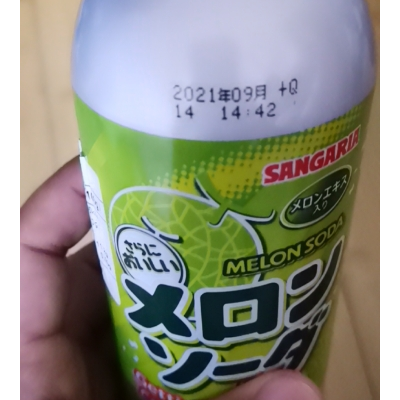 2021年09月 +Q
14 14:42
SANGARIA
メロンエキス
入り
さらに
おいしい
MELON SODA
メロン
ソーダ